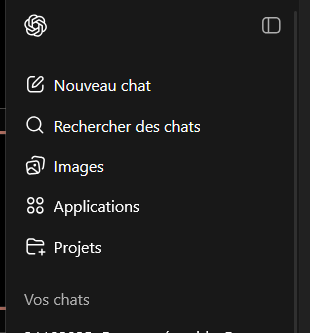 Nouveau chat
Rechercher des chats
Images
Applications
Projets
Vos chats